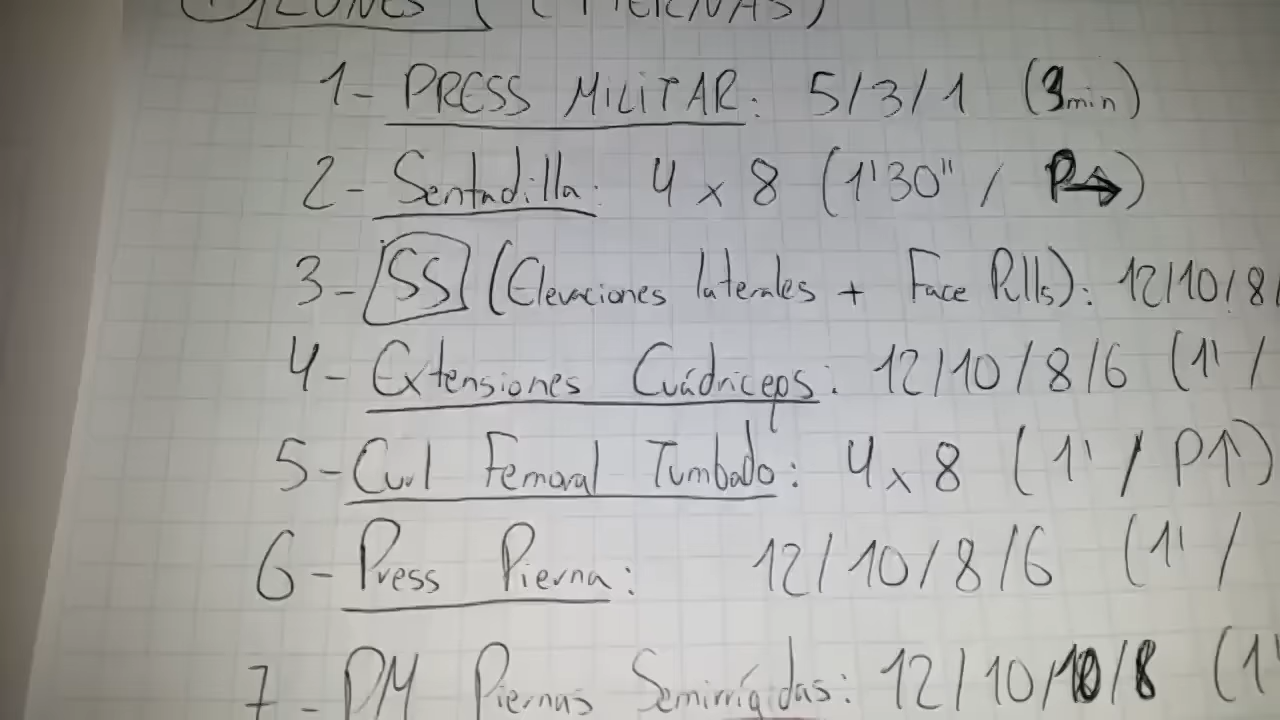 1- PRESS MILITAR: 5/3/1 (3min)
2- Sentadilla: 4 x 8 (1'30" / P→)
3- SS (Elevaciones laterales + Face Pulls): 12/10/8/
4- Extensiones Cuádriceps: 12/10/8/6 (1' /
5- Curl Femoral Tumbado: 4 x 8 (1' / P↑)
6- Press Pierna: 12/10/8/6 (1' /
7- PM Piernas Semirrígidas: 12/10/10/8 (1'